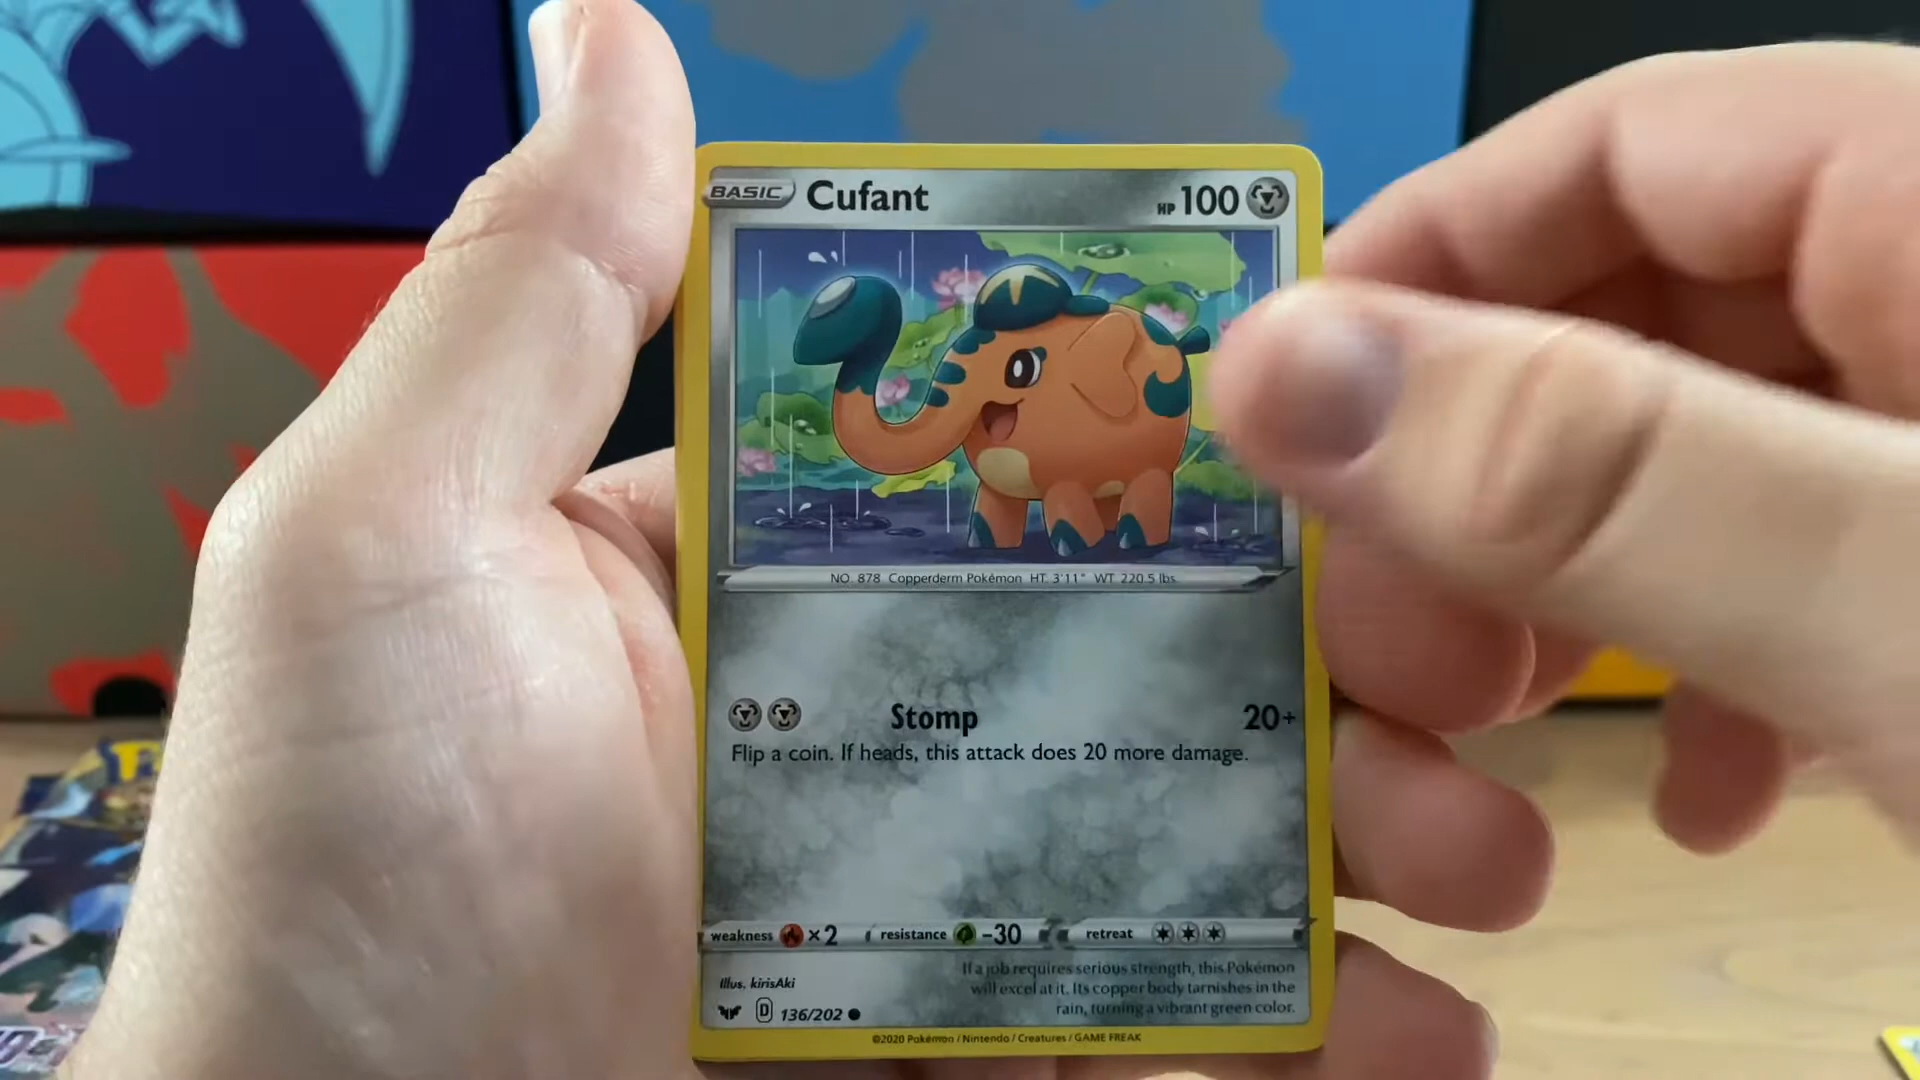 BASIC Cufant HP 100
NO. 878 Copperderm Pokémon HT. 3'11" WT. 220.5 lbs.
Stomp 20+
Flip a coin. If heads, this attack does 20 more damage.
weakness ×2 resistance -30 retreat
If a job requires serious strength, this Pokémon
will excel at it. Its copper body tarnishes in the
rain, turning a vibrant green color.
Illus. kirisAki
D 136/202
©2020 Pokémon / Nintendo / Creatures / GAME FREAK